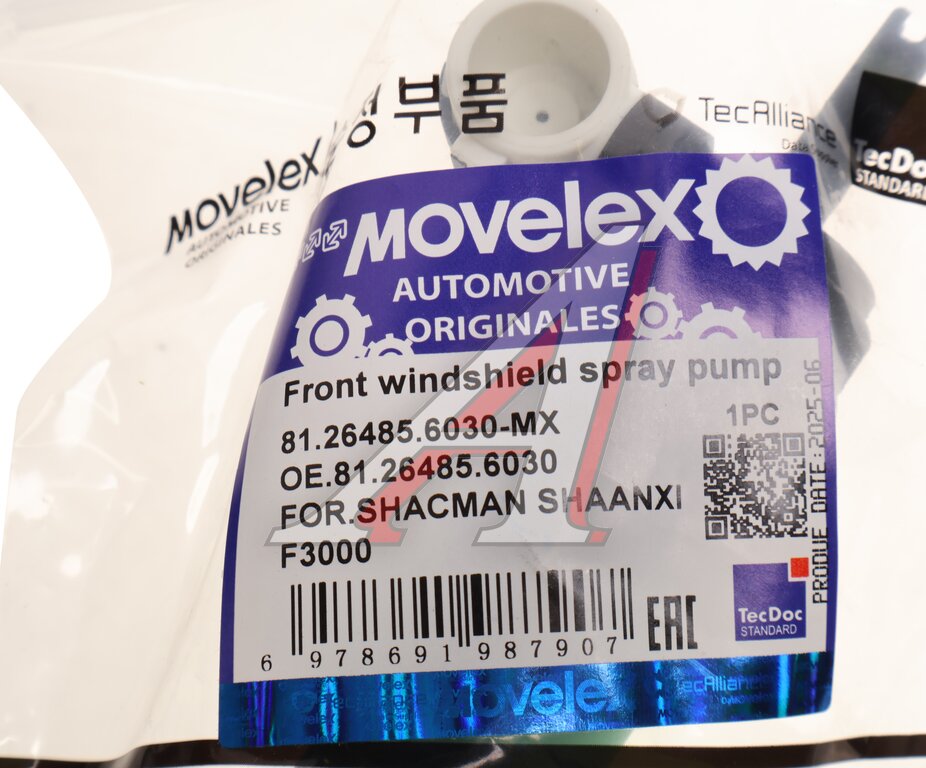 정부품
TecAlliance
TecDoc
STANDARD
Movelex
AUTOMOTIVE
ORIGINALES
Movelex
AUTOMOTIVE
ORIGINALES
Front windshield spray pump
81.26485.6030-MX
1PC
OE.81.26485.6030
FOR.SHACMAN SHAANXI
F3000
PRODUE DATE:2025-06
EAC
TecDoc
STANDARD
6 978691 987907
Movelex